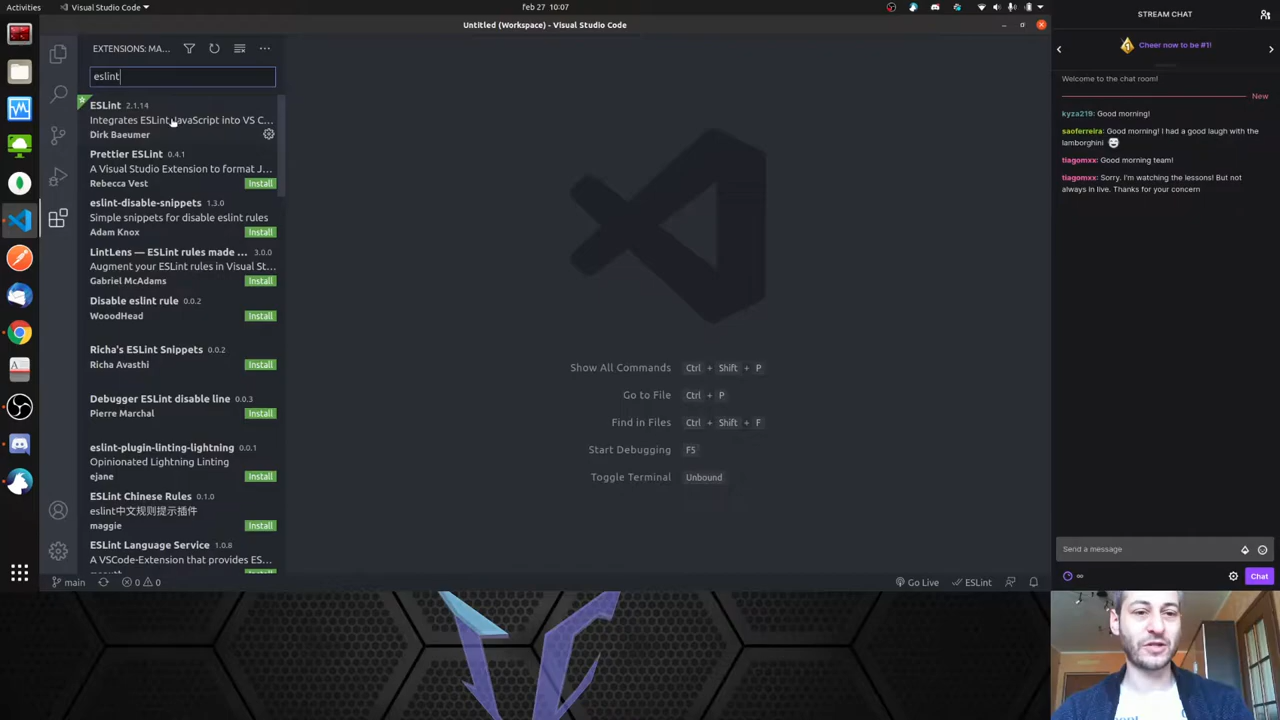 Activities
Visual Studio Code
feb 27 10:07
Untitled (Workspace) - Visual Studio Code
EXTENSIONS: MA...
eslint
ESLint 2.1.14
Integrates ESLint JavaScript into VS C...
Dirk Baeumer
Prettier ESLint 0.4.1
A Visual Studio Extension to format J...
Rebecca Vest Install
eslint-disable-snippets 1.3.0
Simple snippets for disable eslint rules
Adam Knox Install
LintLens — ESLint rules made ... 3.0.0
Augment your ESLint rules in Visual St...
Gabriel McAdams Install
Disable eslint rule 0.0.2
WooodHead Install
Richa's ESLint Snippets 0.0.2
Richa Avasthi Install
Debugger ESLint disable line 0.0.3
Pierre Marchal Install
eslint-plugin-linting-lightning 0.0.1
Opinionated Lightning Linting
ejane Install
ESLint Chinese Rules 0.1.0
eslint中文规则提示插件
maggie Install
ESLint Language Service 1.0.8
A VSCode-Extension that provides ES...
Show All Commands Ctrl + Shift + P
Go to File Ctrl + P
Find in Files Ctrl + Shift + F
Start Debugging F5
Toggle Terminal Unbound
main 0 0
Go Live ESLint
STREAM CHAT
Cheer now to be #1!
Welcome to the chat room!
New
kyza219: Good morning!
saoferreira: Good morning! I had a good laugh with the
lamborghini
tiagomxx: Good morning team!
tiagomxx: Sorry. I'm watching the lessons! But not
always in live. Thanks for your concern
Send a message
∞
Chat